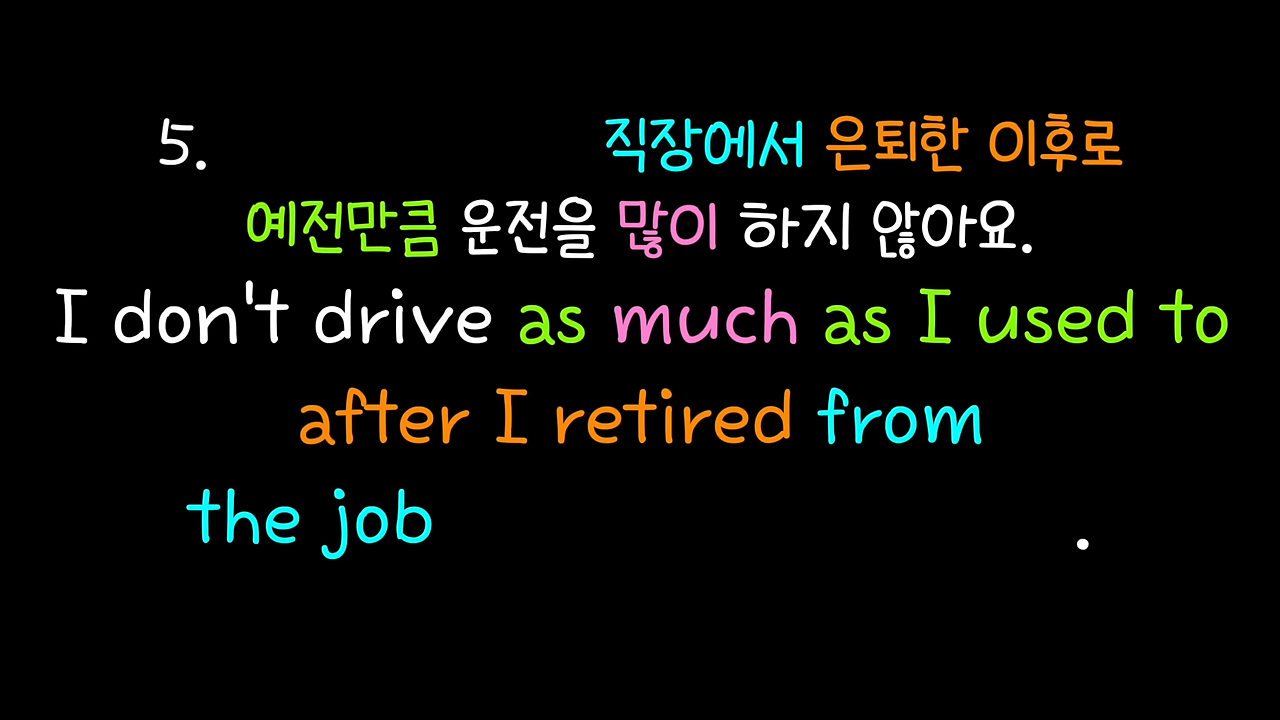 5. 직장에서 은퇴한 이후로
예전만큼 운전을 많이 하지 않아요.
I don't drive as much as I used to
after I retired from
the job .